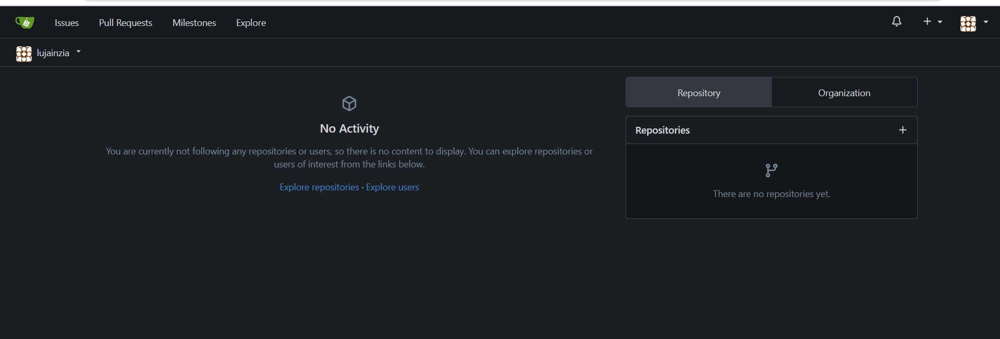 Issues Pull Requests Milestones Explore
lujainzia
Repository Organization
No Activity
You are currently not following any repositories or users, so there is no content to display. You can explore repositories or
users of interest from the links below.
Explore repositories · Explore users
Repositories
There are no repositories yet.